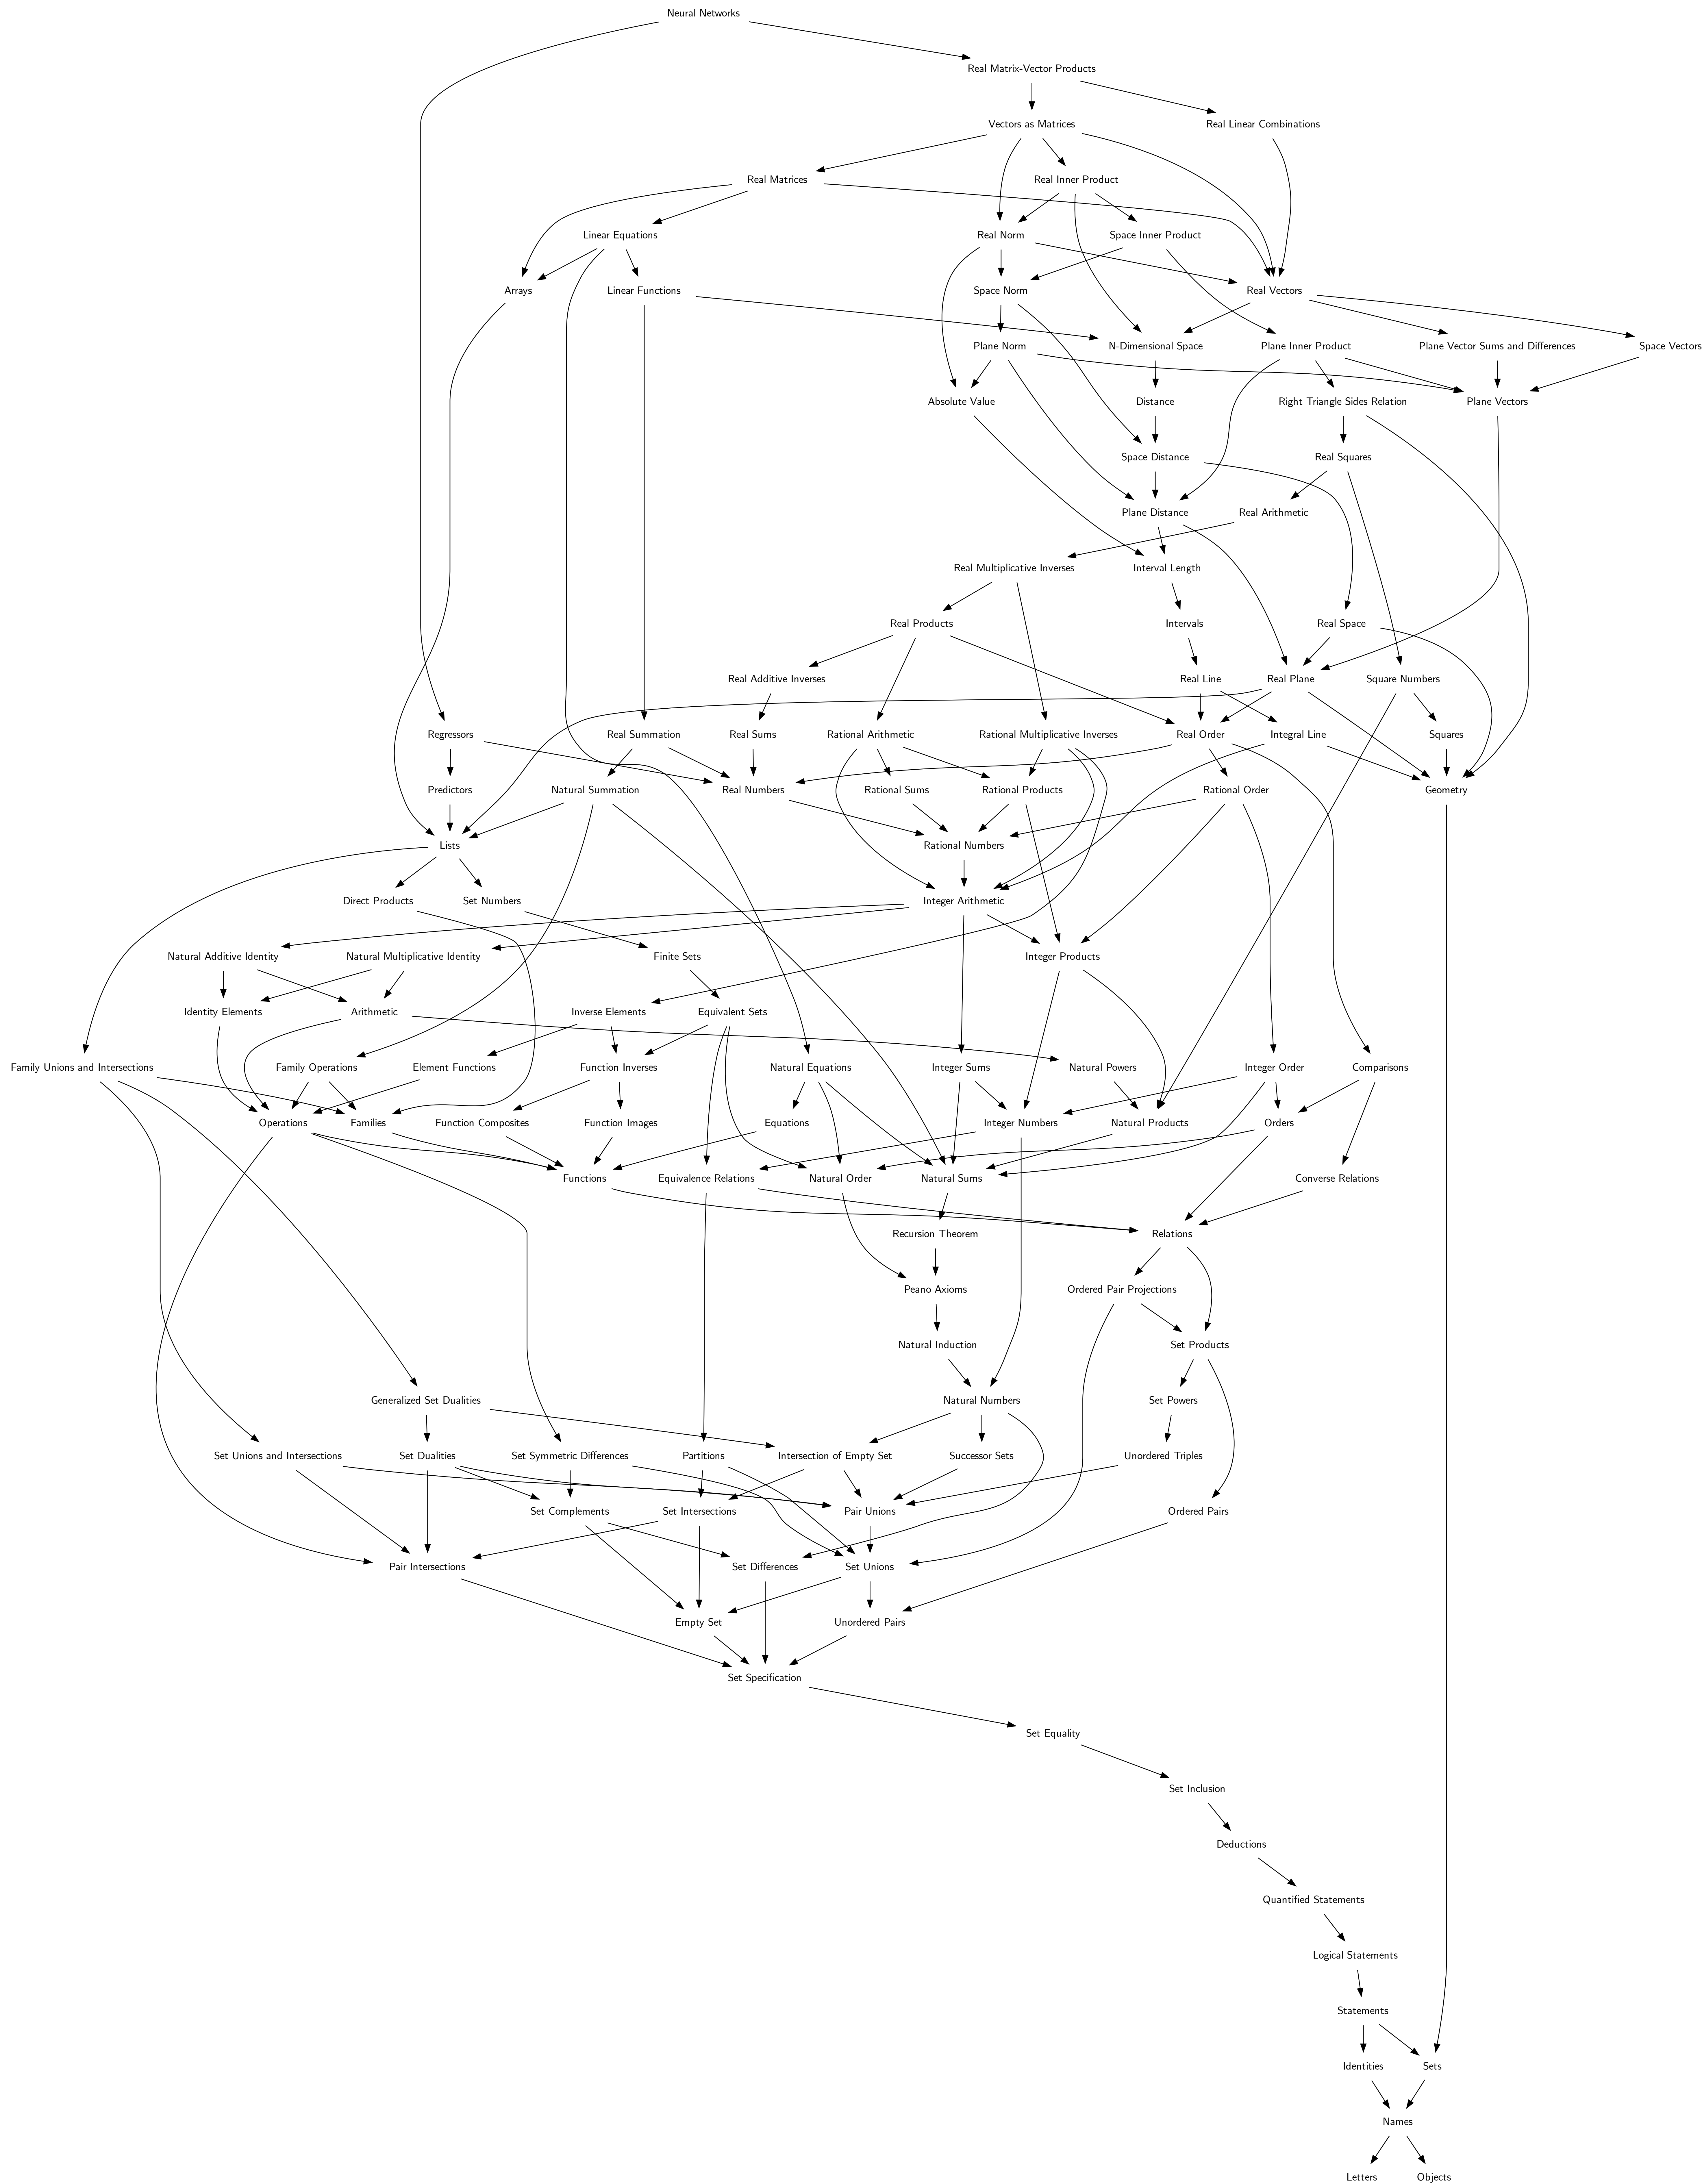 Neural Networks
Real Matrix-Vector Products
Vectors as Matrices
Real Linear Combinations
Real Matrices
Real Inner Product
Linear Equations
Real Norm
Space Inner Product
Arrays
Linear Functions
Space Norm
Real Vectors
Plane Norm
N-Dimensional Space
Plane Inner Product
Plane Vector Sums and Differences
Space Vectors
Absolute Value
Distance
Right Triangle Sides Relation
Plane Vectors
Space Distance
Real Squares
Plane Distance
Real Arithmetic
Real Multiplicative Inverses
Interval Length
Real Products
Intervals
Real Space
Real Additive Inverses
Real Line
Real Plane
Square Numbers
Regressors
Real Summation
Real Sums
Rational Arithmetic
Rational Multiplicative Inverses
Real Order
Integral Line
Squares
Predictors
Natural Summation
Real Numbers
Rational Sums
Rational Products
Rational Order
Geometry
Lists
Rational Numbers
Direct Products
Set Numbers
Integer Arithmetic
Natural Additive Identity
Natural Multiplicative Identity
Finite Sets
Integer Products
Identity Elements
Arithmetic
Inverse Elements
Equivalent Sets
Family Unions and Intersections
Family Operations
Element Functions
Function Inverses
Natural Equations
Integer Sums
Natural Powers
Integer Order
Comparisons
Operations
Families
Function Composites
Function Images
Equations
Integer Numbers
Natural Products
Orders
Functions
Equivalence Relations
Natural Order
Natural Sums
Converse Relations
Recursion Theorem
Relations
Peano Axioms
Ordered Pair Projections
Natural Induction
Set Products
Generalized Set Dualities
Natural Numbers
Set Powers
Set Unions and Intersections
Set Dualities
Set Symmetric Differences
Partitions
Intersection of Empty Set
Successor Sets
Unordered Triples
Set Complements
Set Intersections
Pair Unions
Ordered Pairs
Pair Intersections
Set Differences
Set Unions
Empty Set
Unordered Pairs
Set Specification
Set Equality
Set Inclusion
Deductions
Quantified Statements
Logical Statements
Statements
Identities
Sets
Names
Letters
Objects